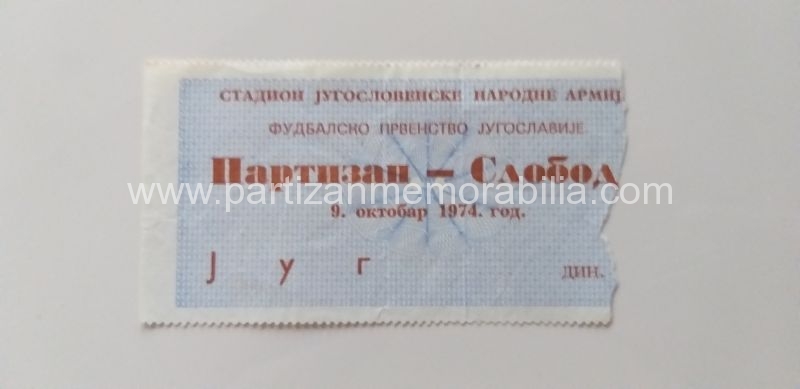 СТАДИОН ЈУГОСЛОВЕНСКЕ НАРОДНЕ АРМИЈ
ФУДБАЛСКО ПРВЕНСТВО ЈУГОСЛАВИЈЕ
Партизан — Слобод
www.partizanmemorabilia.com
9. октобар 1974. год.
Југ
ДИН.